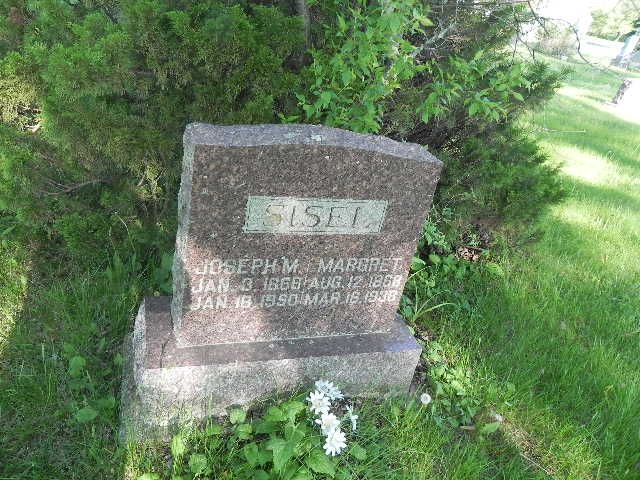 SISEL
JOSEPH M. MARGRET
JAN. 3. 1868 AUG. 12. 1868
JAN. 18. 1950 MAR. 16. 1938